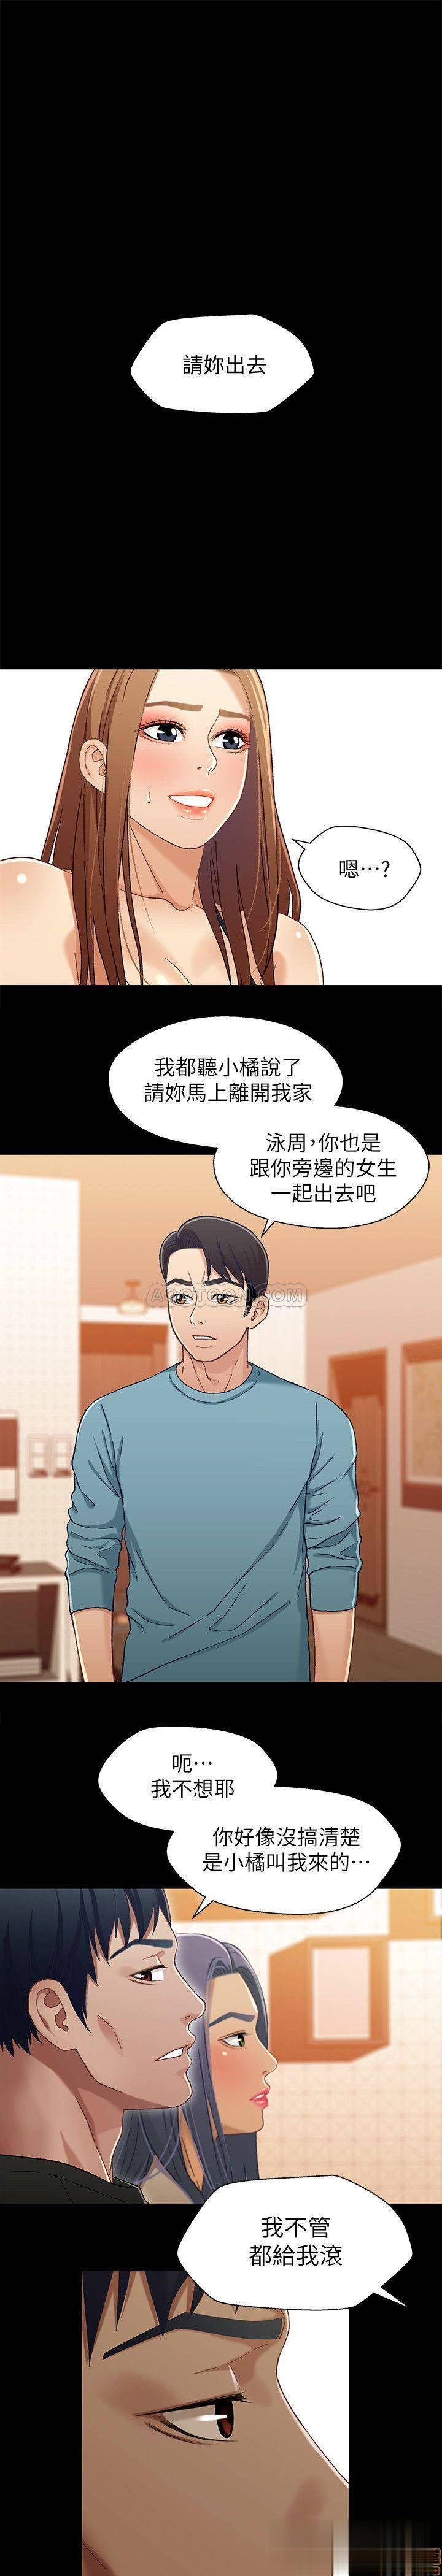 請妳出去
嗯…?
我都聽小橘說了
請妳馬上離開我家
泳周,你也是
跟你旁邊的女生
一起出去吧
呃…
我不想耶
你好像沒搞清楚
是小橘叫我來的…
我不管
都給我滾